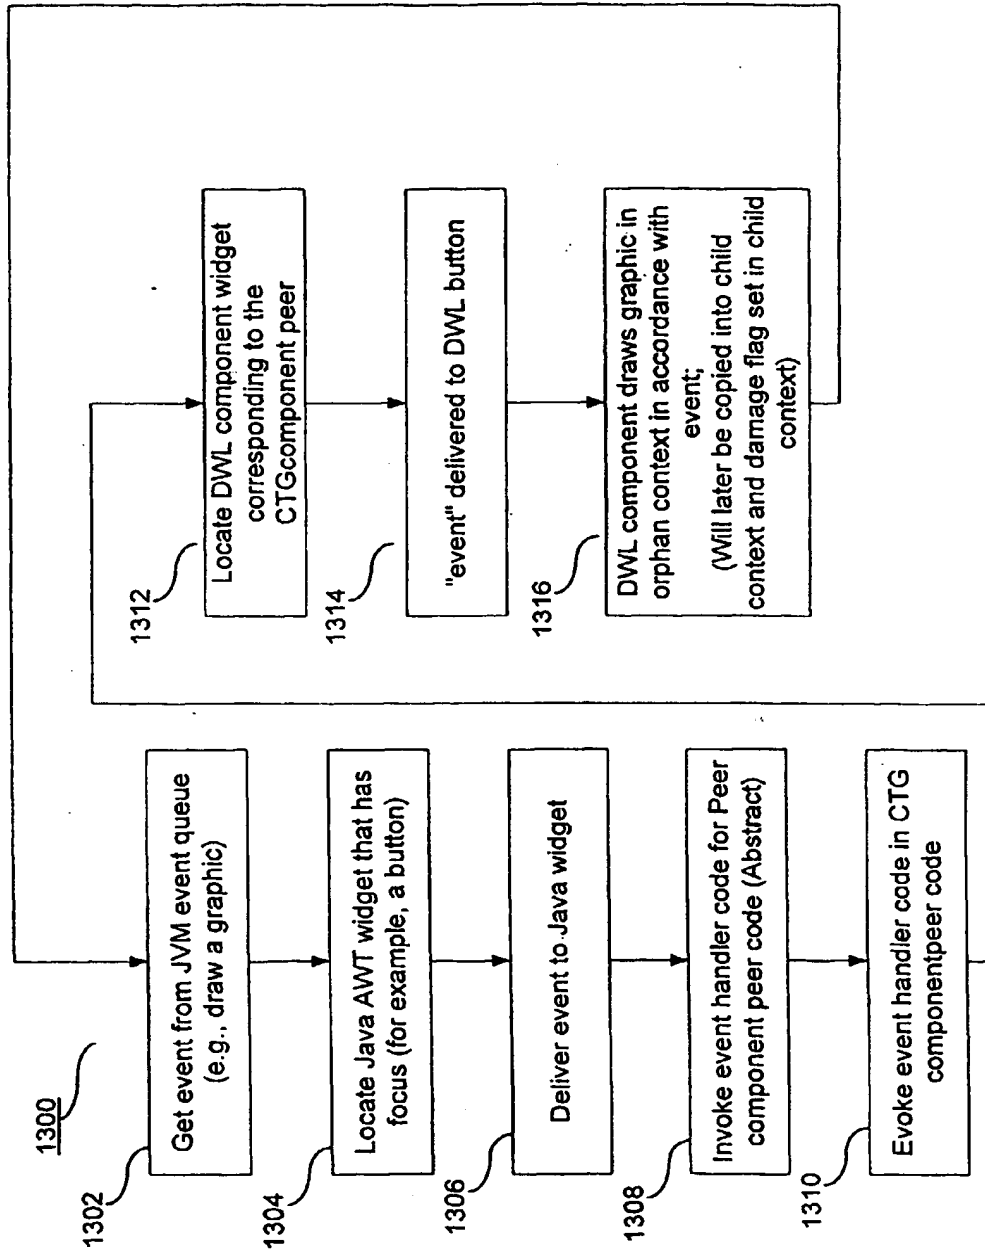 1300
1302
Get event from JVM event queue
(e.g., draw a graphic)
1304
Locate Java AWT widget that has
focus (for example, a button)
1306
Deliver event to Java widget
1308
Invoke event handler code for Peer
component peer code (Abstract)
1310
Evoke event handler code in CTG
componentpeer code
1312
Locate DWL component widget
corresponding to the
CTGcomponent peer
1314
"event" delivered to DWL button
1316
DWL component draws graphic in
orphan context in accordance with
event;
(Will later be copied into child
context and damage flag set in child
context)